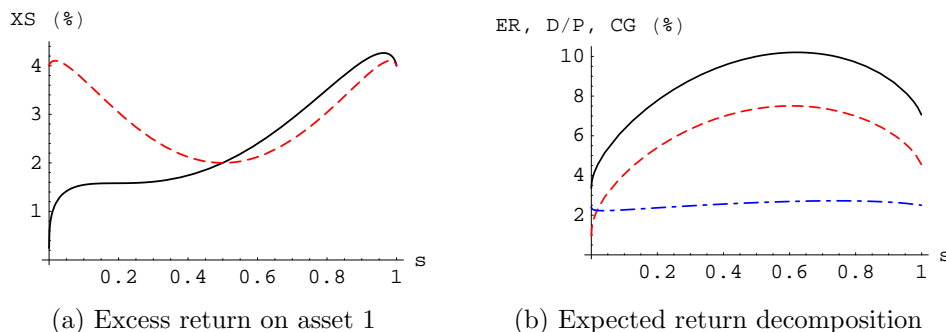 XS (%)
4
3
2
1
0.2 0.4 0.6 0.8 1 s
(a) Excess return on asset 1
ER, D/P, CG (%)
10
8
6
4
2
0.2 0.4 0.6 0.8 1 s
(b) Expected return decomposition